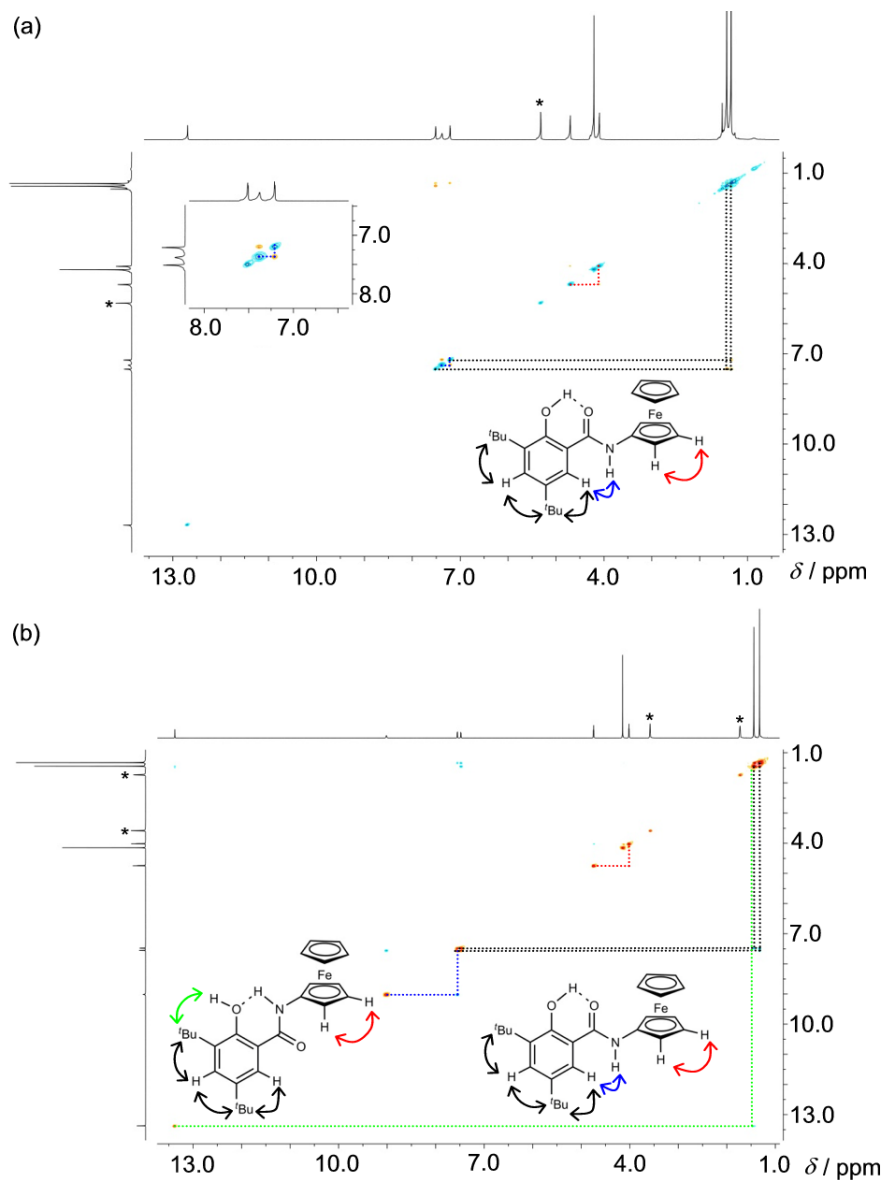 (a)
*
1.0
7.0
4.0
*
8.0
8.0 7.0
7.0
H
O O
Fe
ᵗBu
N H
10.0
H H
H H
ᵗBu
13.0
13.0 10.0 7.0 4.0 1.0 δ / ppm
(b)
* *
1.0
*
*
4.0
7.0
Fe
H H H
O N H Fe
ᵗBu H O O
O ᵗBu N H
10.0
H H H H H H
ᵗBu ᵗBu
13.0
13.0 10.0 7.0 4.0 1.0
δ / ppm